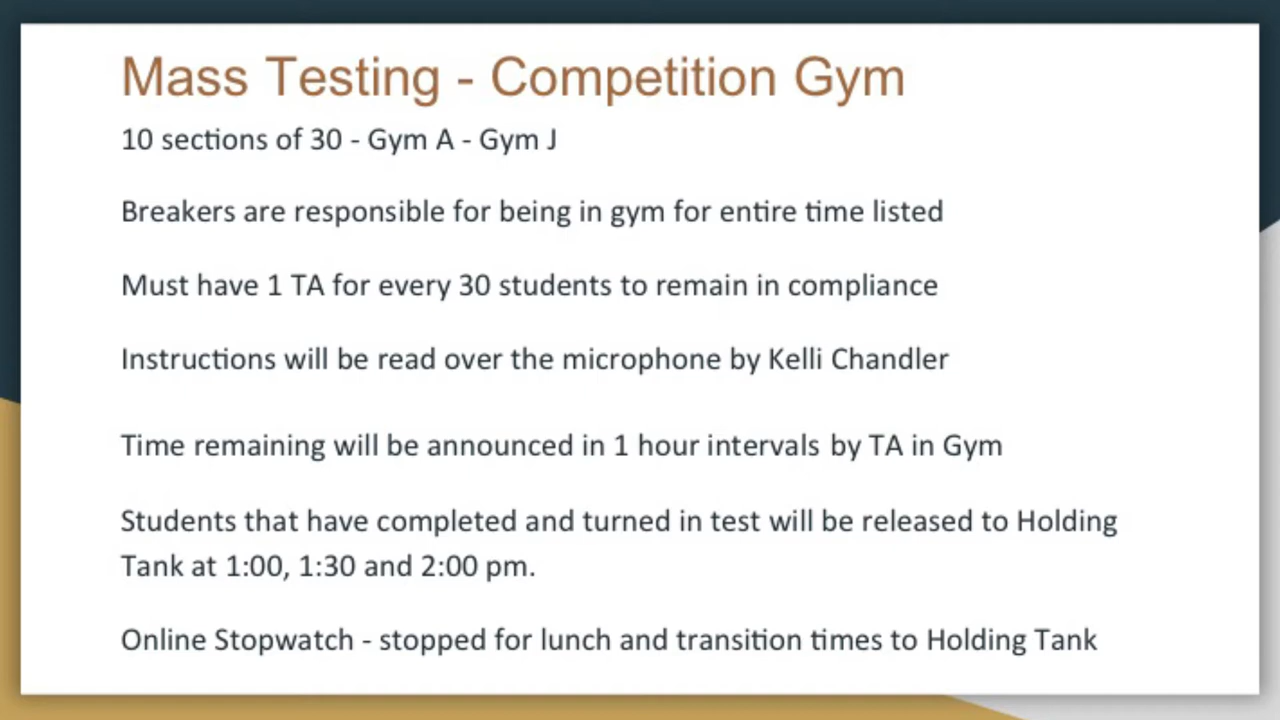 Mass Testing - Competition Gym
10 sections of 30 - Gym A - Gym J
Breakers are responsible for being in gym for entire time listed
Must have 1 TA for every 30 students to remain in compliance
Instructions will be read over the microphone by Kelli Chandler
Time remaining will be announced in 1 hour intervals by TA in Gym
Students that have completed and turned in test will be released to Holding
Tank at 1:00, 1:30 and 2:00 pm.
Online Stopwatch - stopped for lunch and transition times to Holding Tank